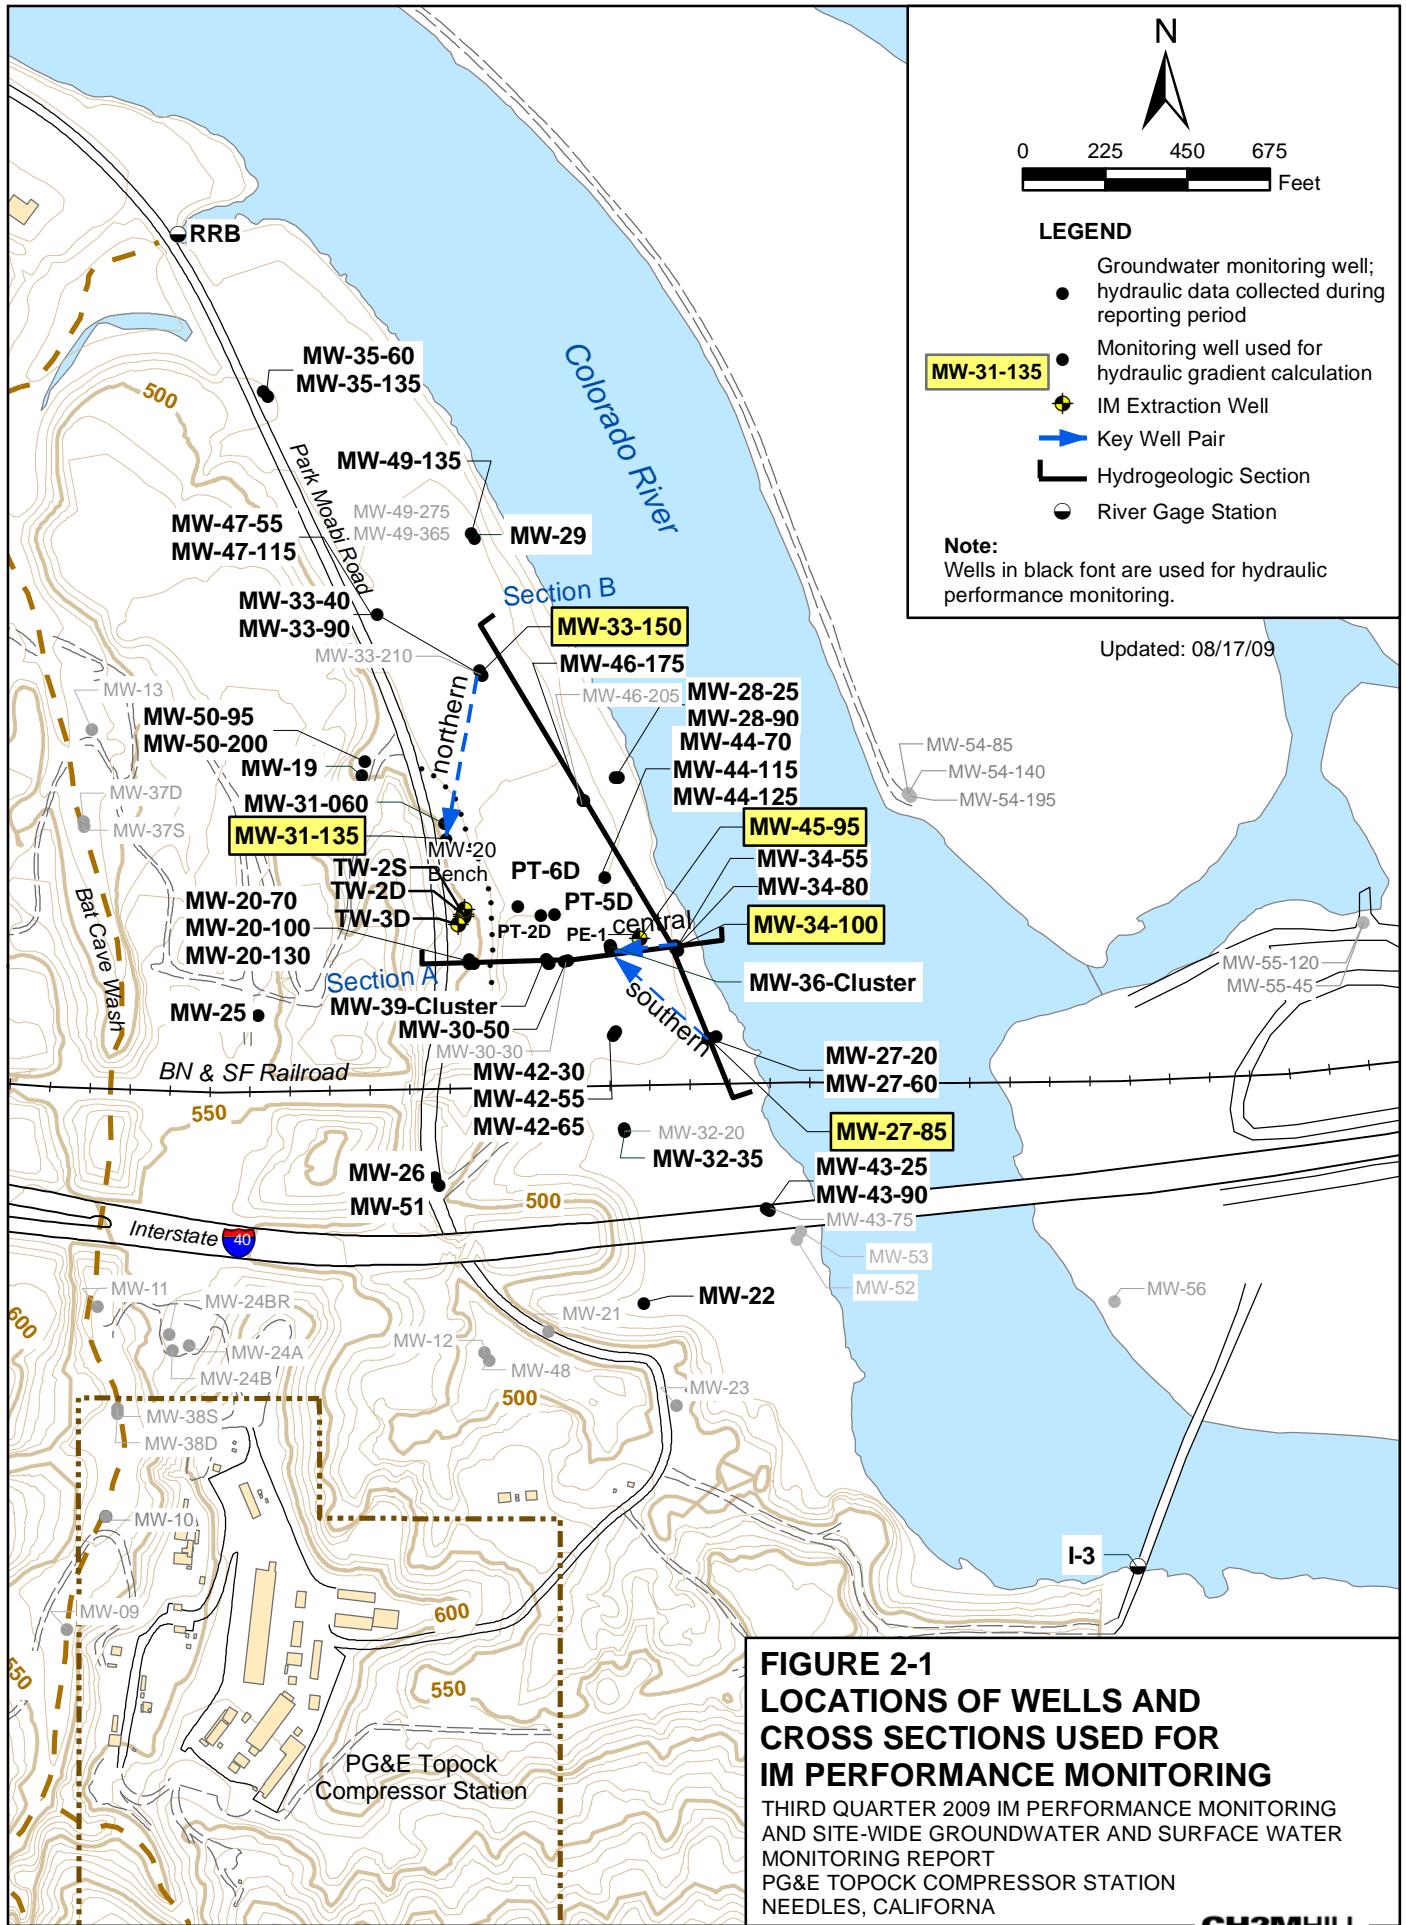 N
0 225 450 675
Feet
LEGEND
Groundwater monitoring well;
hydraulic data collected during
reporting period
MW-31-135
Monitoring well used for
hydraulic gradient calculation
IM Extraction Well
Key Well Pair
Hydrogeologic Section
River Gage Station
Note:
Wells in black font are used for hydraulic
performance monitoring.
Updated: 08/17/09
RRB
MW-35-60
MW-35-135
500
Park Moabi Road
Colorado River
MW-49-135
MW-49-275
MW-49-365
MW-29
MW-47-55
MW-47-115
Section B
MW-33-40
MW-33-90
MW-33-210
MW-33-150
MW-46-175
MW-46-205
MW-28-25
MW-28-90
northern
MW-13
MW-50-95
MW-50-200
MW-19
MW-44-70
MW-44-115
MW-44-125
MW-54-85
MW-54-140
MW-54-195
MW-37D
MW-37S
MW-31-060
MW-31-135
MW-20
Bench
MW-45-95
MW-34-55
MW-34-80
MW-34-100
TW-2S
TW-2D
TW-3D
PT-6D
PT-5D
PT-2D
PE-1
central
MW-20-70
MW-20-100
MW-20-130
Bat Cave Wash
Section A
MW-36-Cluster
MW-39-Cluster
MW-55-120
MW-55-45
MW-25
MW-30-50
MW-30-30
southern
MW-27-20
MW-27-60
BN & SF Railroad
550
MW-42-30
MW-42-55
MW-42-65
MW-27-85
MW-32-20
MW-32-35
MW-43-25
MW-43-90
MW-43-75
MW-26
MW-51
500
Interstate
40
MW-53
MW-52
MW-56
MW-22
MW-11
600
MW-24BR
MW-24A
MW-24B
MW-21
MW-12
MW-48
500
MW-23
MW-38S
MW-38D
MW-10
I-3
MW-09
600
550
550
PG&E Topock
Compressor Station
FIGURE 2-1
LOCATIONS OF WELLS AND
CROSS SECTIONS USED FOR
IM PERFORMANCE MONITORING
THIRD QUARTER 2009 IM PERFORMANCE MONITORING
AND SITE-WIDE GROUNDWATER AND SURFACE WATER
MONITORING REPORT
PG&E TOPOCK COMPRESSOR STATION
NEEDLES, CALIFORNA
CH2MHILL